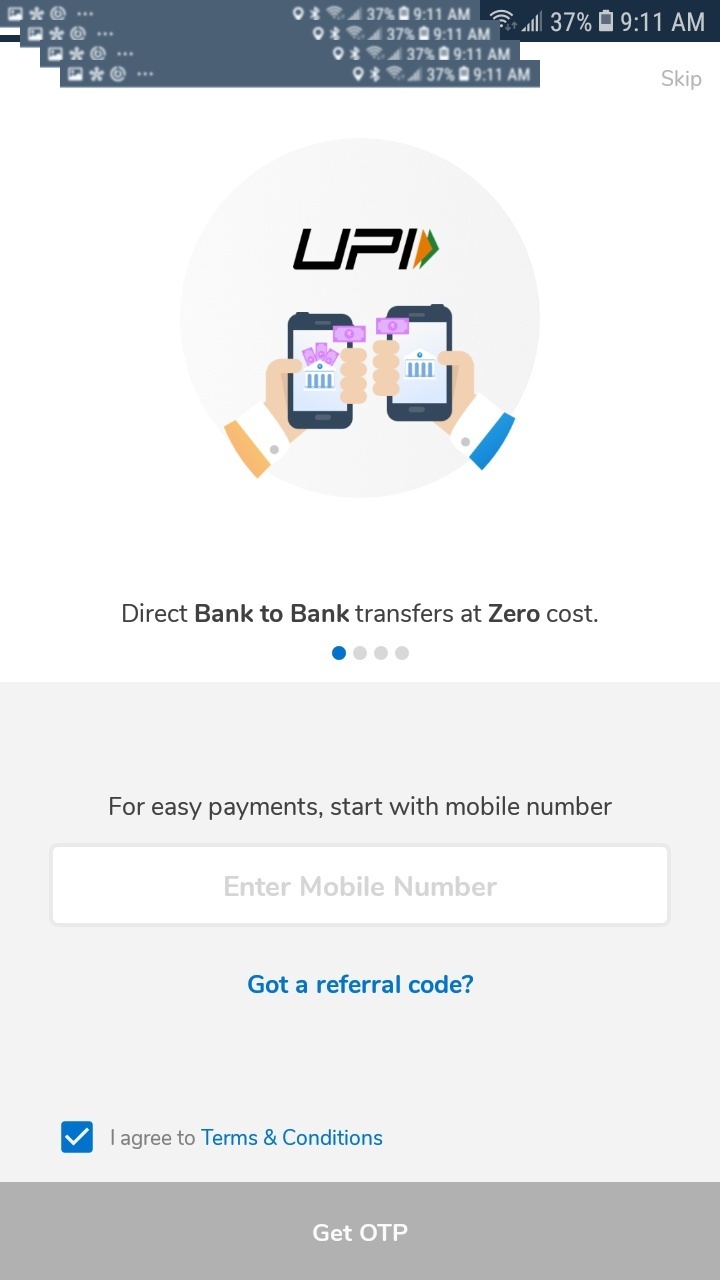 37% 9:11 AM
37% 9:11 AM
37% 9:11 AM
37% 9:11 AM
37% 9:11 AM
Skip
UPI
Direct Bank to Bank transfers at Zero cost.
For easy payments, start with mobile number
Enter Mobile Number
Got a referral code?
I agree to Terms & Conditions
Get OTP